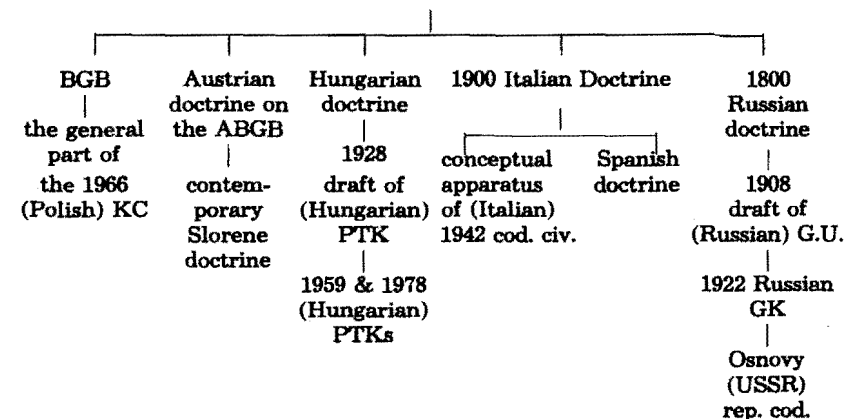 BGB
the general
part of
the 1966
(Polish) KC
Austrian
doctrine on
the ABGB
contem-
porary
Slorene
doctrine
Hungarian
doctrine
1928
draft of
(Hungarian)
PTK
1959 & 1978
(Hungarian)
PTKs
1900 Italian Doctrine
conceptual
apparatus
of (Italian)
1942 cod. civ.
Spanish
doctrine
1800
Russian
doctrine
1908
draft of
(Russian) G.U.
1922 Russian
GK
Osnovy
(USSR)
rep. cod.